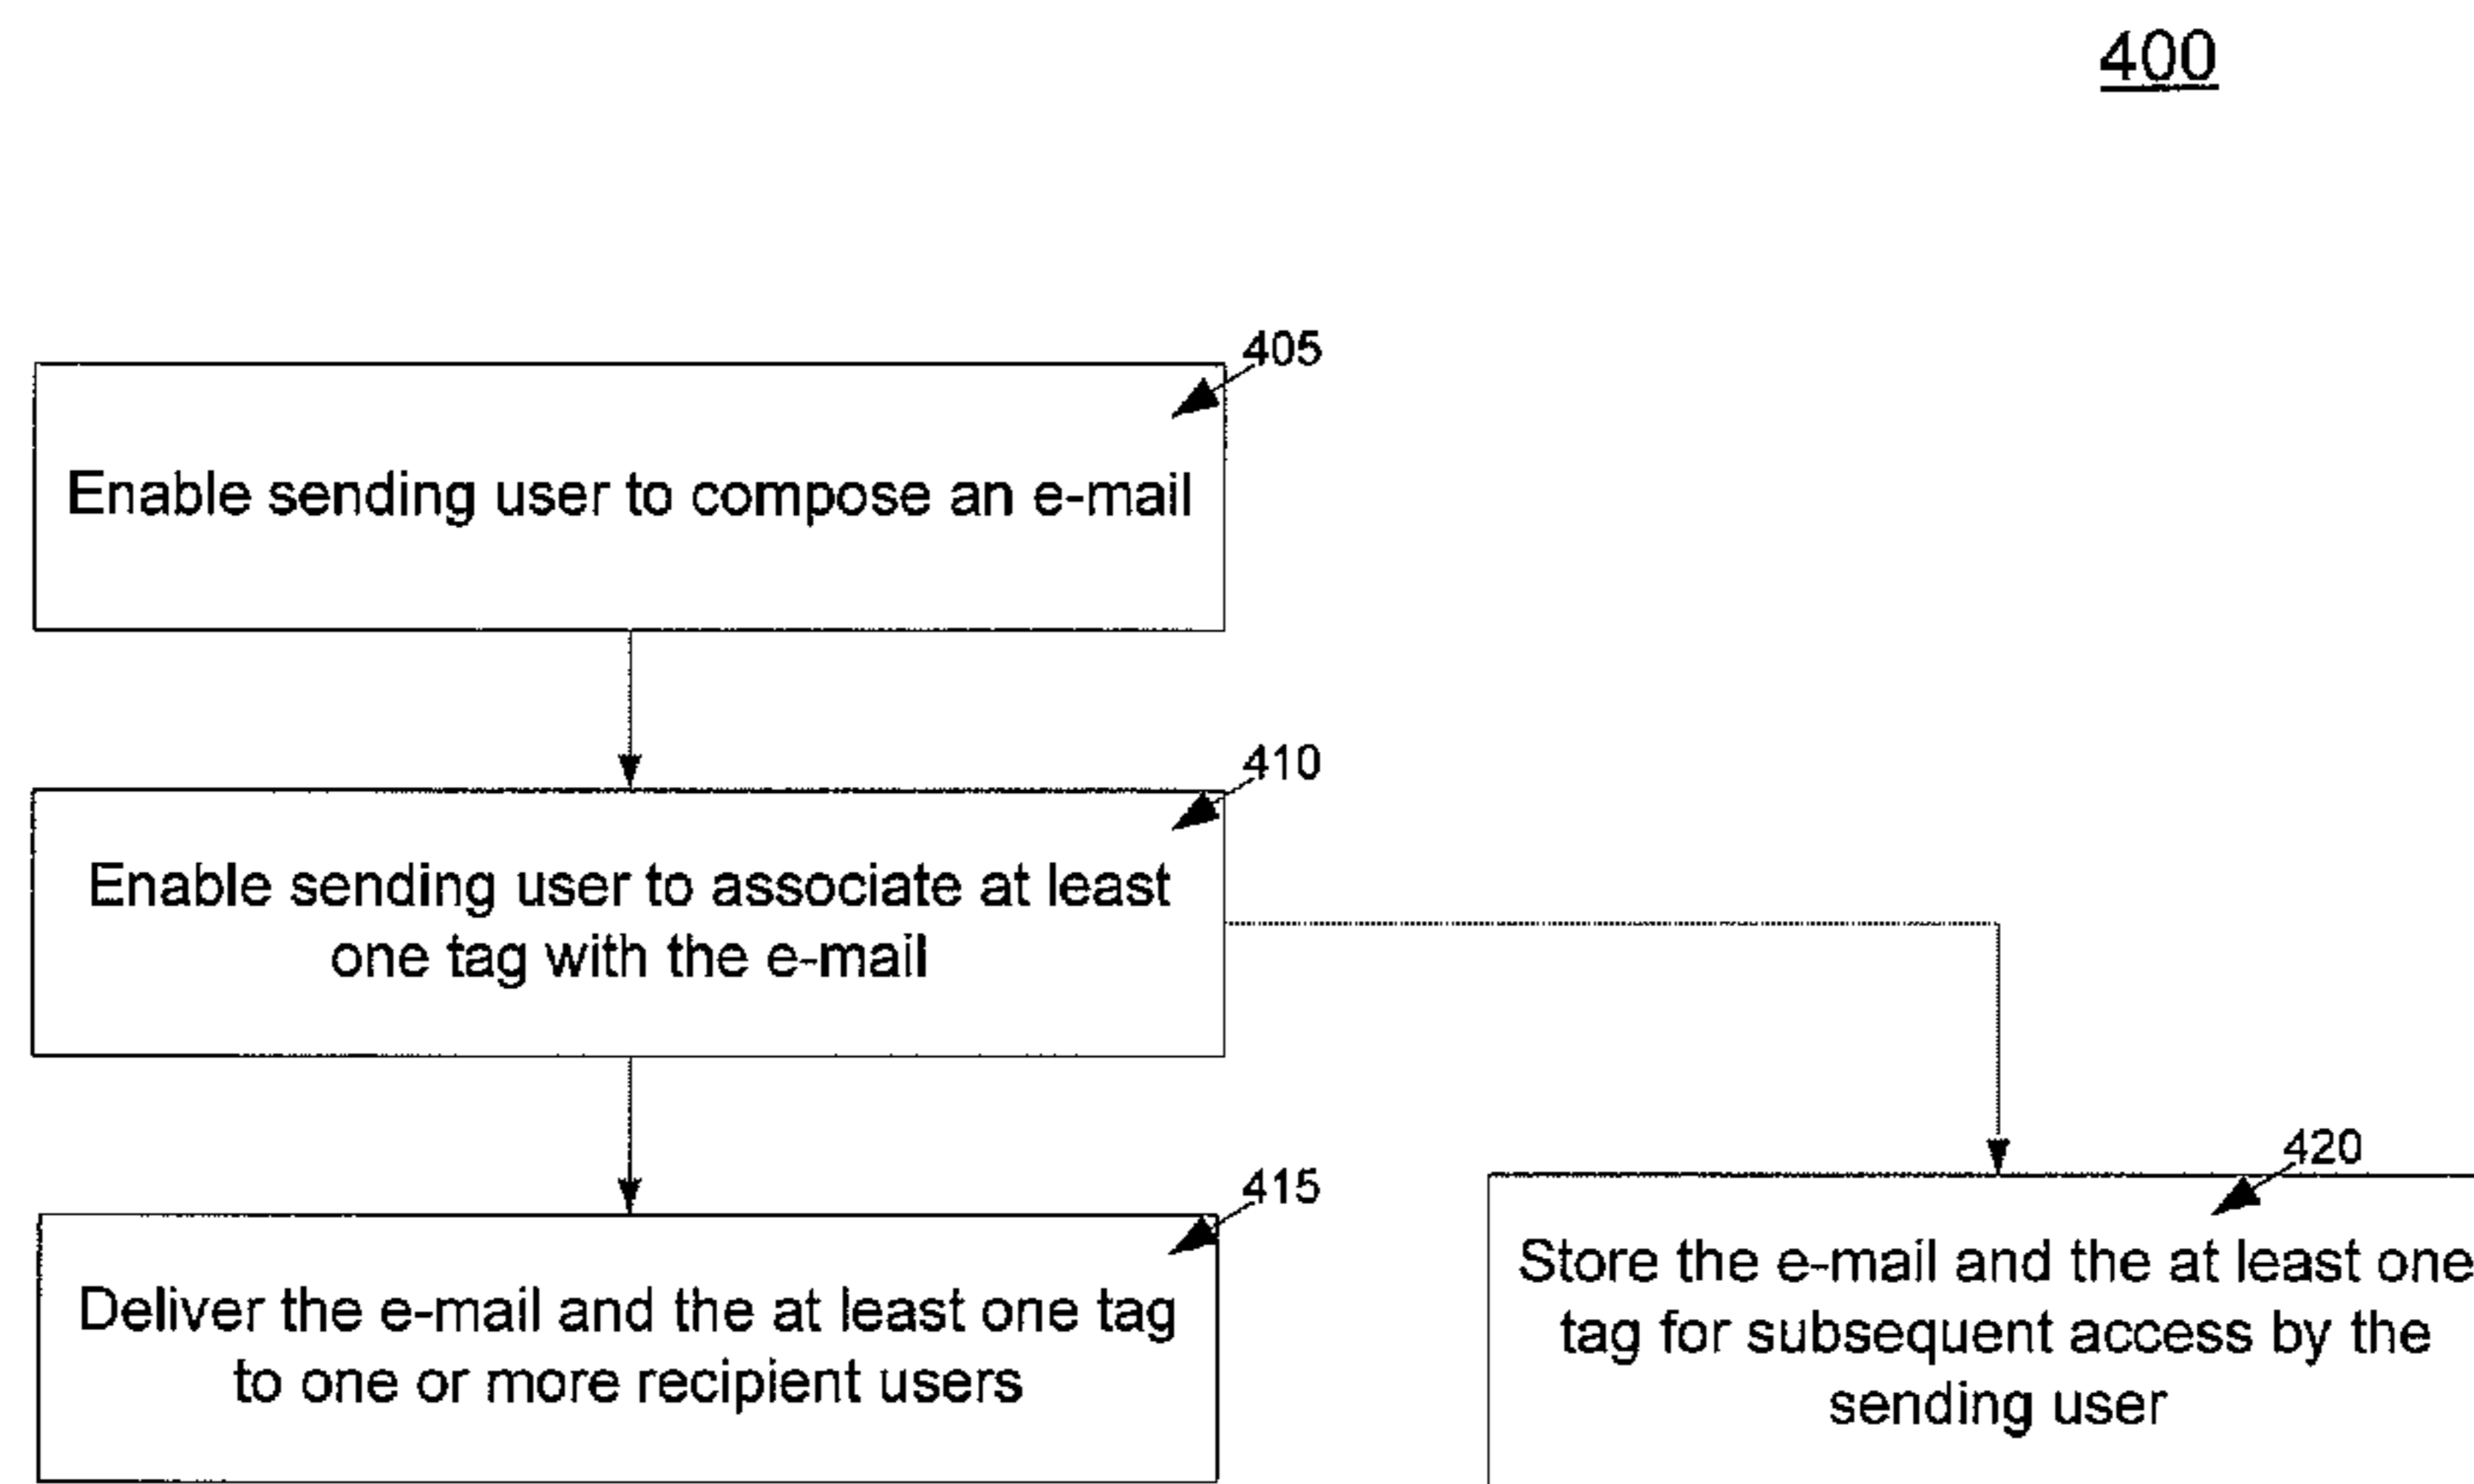 400
405
Enable sending user to compose an e-mail
410
Enable sending user to associate at least
one tag with the e-mail
415
Deliver the e-mail and the at least one tag
to one or more recipient users
420
Store the e-mail and the at least one
tag for subsequent access by the
sending user